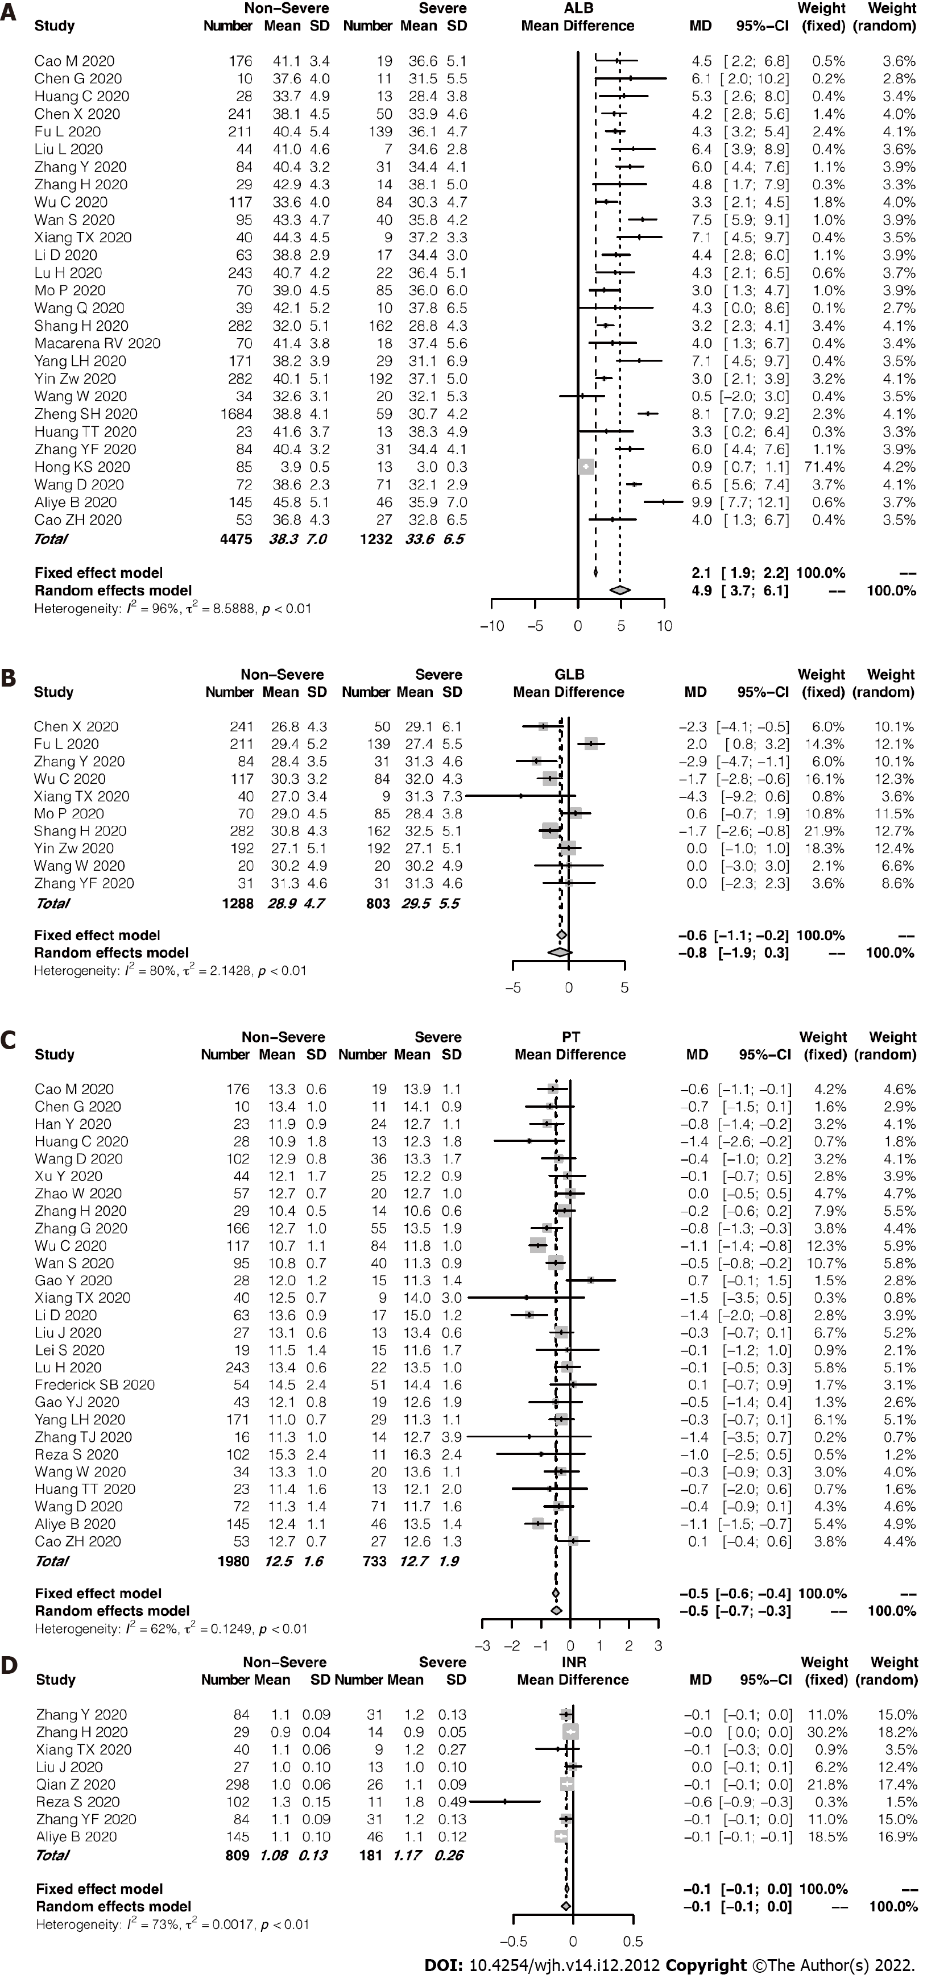 A Non−Severe Severe ALB Weight Weight
Study Number Mean SD Number Mean SD Mean Difference MD 95%−CI (fixed) (random)
Cao M 2020 176 41.1 3.4 19 36.6 5.1 4.5 [ 2.2; 6.8] 0.5% 3.6%
Chen G 2020 10 37.6 4.0 11 31.5 5.5 6.1 [ 2.0; 10.2] 0.2% 2.8%
Huang C 2020 28 33.7 4.9 13 28.4 3.8 5.3 [ 2.6; 8.0] 0.4% 3.4%
Chen X 2020 241 38.1 4.5 50 33.9 4.6 4.2 [ 2.8; 5.6] 1.4% 4.0%
Fu L 2020 211 40.4 5.4 139 36.1 4.7 4.3 [ 3.2; 5.4] 2.4% 4.1%
Liu L 2020 44 41.0 4.6 7 34.6 2.8 6.4 [ 3.9; 8.9] 0.4% 3.6%
Zhang Y 2020 84 40.4 3.2 31 34.4 4.1 6.0 [ 4.4; 7.6] 1.1% 3.9%
Zhang H 2020 29 42.9 4.3 14 38.1 5.0 4.8 [ 1.7; 7.9] 0.3% 3.3%
Wu C 2020 117 33.6 4.0 84 30.3 4.7 3.3 [ 2.1; 4.5] 1.8% 4.0%
Wan S 2020 95 43.3 4.7 40 35.8 4.2 7.5 [ 5.9; 9.1] 1.0% 3.9%
Xiang TX 2020 40 44.3 4.5 9 37.2 3.3 7.1 [ 4.5; 9.7] 0.4% 3.5%
Li D 2020 63 38.8 2.9 17 34.4 3.0 4.4 [ 2.8; 6.0] 1.1% 3.9%
Lu H 2020 243 40.7 4.2 22 36.4 5.1 4.3 [ 2.1; 6.5] 0.6% 3.7%
Mo P 2020 70 39.0 4.5 85 36.0 6.0 3.0 [ 1.3; 4.7] 1.0% 3.9%
Wang Q 2020 39 42.1 5.2 10 37.8 6.5 4.3 [ 0.0; 8.6] 0.1% 2.7%
Shang H 2020 282 32.0 5.1 162 28.8 4.3 3.2 [ 2.3; 4.1] 3.4% 4.1%
Macarena RV 2020 70 41.4 3.8 18 37.4 5.6 4.0 [ 1.3; 6.7] 0.4% 3.4%
Yang LH 2020 171 38.2 3.9 29 31.1 6.9 7.1 [ 4.5; 9.7] 0.4% 3.5%
Yin Zw 2020 282 40.1 5.1 192 37.1 5.0 3.0 [ 2.1; 3.9] 3.2% 4.1%
Wang W 2020 34 32.6 3.1 20 32.1 5.3 0.5 [−2.0; 3.0] 0.4% 3.5%
Zheng SH 2020 1684 38.8 4.1 59 30.7 4.2 8.1 [ 7.0; 9.2] 2.3% 4.1%
Huang TT 2020 23 41.6 3.7 13 38.3 4.9 3.3 [ 0.2; 6.4] 0.3% 3.3%
Zhang YF 2020 84 40.4 3.2 31 34.4 4.1 6.0 [ 4.4; 7.6] 1.1% 3.9%
Hong KS 2020 85 3.9 0.5 13 3.0 0.3 0.9 [ 0.7; 1.1] 71.4% 4.2%
Wang D 2020 72 38.6 2.3 71 32.1 2.9 6.5 [ 5.6; 7.4] 3.7% 4.1%
Aliye B 2020 145 45.8 5.1 46 35.9 7.0 9.9 [ 7.7; 12.1] 0.6% 3.7%
Cao ZH 2020 53 36.8 4.3 27 32.8 6.5 4.0 [ 1.3; 6.7] 0.4% 3.5%
Total 4475 38.3 7.0 1232 33.6 6.5
Fixed effect model 2.1 [ 1.9; 2.2] 100.0% −−
Random effects model 4.9 [ 3.7; 6.1] −− 100.0%
Heterogeneity: I² = 96%, τ² = 8.5888, p < 0.01
−10 −5 0 5 10
B Non−Severe Severe GLB Weight Weight
Study Number Mean SD Number Mean SD Mean Difference MD 95%−CI (fixed) (random)
Chen X 2020 241 26.8 4.3 50 29.1 6.1 −2.3 [−4.1; −0.5] 6.0% 10.1%
Fu L 2020 211 29.4 5.2 139 27.4 5.5 2.0 [ 0.8; 3.2] 14.3% 12.1%
Zhang Y 2020 84 28.4 3.5 31 31.3 4.6 −2.9 [−4.7; −1.1] 6.0% 10.1%
Wu C 2020 117 30.3 3.2 84 32.0 4.3 −1.7 [−2.8; −0.6] 16.1% 12.3%
Xiang TX 2020 40 27.0 3.4 9 31.3 7.3 −4.3 [−9.2; 0.6] 0.8% 3.6%
Mo P 2020 70 29.0 4.5 85 28.4 3.8 0.6 [−0.7; 1.9] 10.8% 11.5%
Shang H 2020 282 30.8 4.3 162 32.5 5.1 −1.7 [−2.6; −0.8] 21.9% 12.7%
Yin Zw 2020 192 27.1 5.1 192 27.1 5.1 0.0 [−1.0; 1.0] 18.3% 12.4%
Wang W 2020 20 30.2 4.9 20 30.2 4.9 0.0 [−3.0; 3.0] 2.1% 6.6%
Zhang YF 2020 31 31.3 4.6 31 31.3 4.6 0.0 [−2.3; 2.3] 3.6% 8.6%
Total 1288 28.9 4.7 803 29.5 5.5
Fixed effect model −0.6 [−1.1; −0.2] 100.0% −−
Random effects model −0.8 [−1.9; 0.3] −− 100.0%
Heterogeneity: I² = 80%, τ² = 2.1428, p < 0.01
−5 0 5
C Non−Severe Severe PT Weight Weight
Study Number Mean SD Number Mean SD Mean Difference MD 95%−CI (fixed) (random)
Cao M 2020 176 13.3 0.6 19 13.9 1.1 −0.6 [−1.1; −0.1] 4.2% 4.6%
Chen G 2020 10 13.4 1.0 11 14.1 0.9 −0.7 [−1.5; 0.1] 1.6% 2.9%
Han Y 2020 23 11.9 0.9 24 12.7 1.1 −0.8 [−1.4; −0.2] 3.2% 4.1%
Huang C 2020 28 10.9 1.8 13 12.3 1.8 −1.4 [−2.6; −0.2] 0.7% 1.8%
Wang D 2020 102 12.9 0.8 36 13.3 1.7 −0.4 [−1.0; 0.2] 3.2% 4.1%
Xu Y 2020 44 12.1 1.7 25 12.2 0.9 −0.1 [−0.7; 0.5] 2.8% 3.9%
Zhao W 2020 57 12.7 0.7 20 12.7 1.0 0.0 [−0.5; 0.5] 4.7% 4.7%
Zhang H 2020 29 10.4 0.5 14 10.6 0.6 −0.2 [−0.6; 0.2] 7.9% 5.5%
Zhang G 2020 166 12.7 1.0 55 13.5 1.9 −0.8 [−1.3; −0.3] 3.8% 4.4%
Wu C 2020 117 10.7 1.1 84 11.8 1.0 −1.1 [−1.4; −0.8] 12.3% 5.9%
Wan S 2020 95 10.8 0.7 40 11.3 0.9 −0.5 [−0.8; −0.2] 10.7% 5.8%
Gao Y 2020 28 12.0 1.2 15 11.3 1.4 0.7 [−0.1; 1.5] 1.5% 2.8%
Xiang TX 2020 40 12.5 0.7 9 14.0 3.0 −1.5 [−3.5; 0.5] 0.3% 0.8%
Li D 2020 63 13.6 0.9 17 15.0 1.2 −1.4 [−2.0; −0.8] 2.8% 3.9%
Liu J 2020 27 13.1 0.6 13 13.4 0.6 −0.3 [−0.7; 0.1] 6.7% 5.2%
Lei S 2020 19 11.5 1.4 15 11.6 1.7 −0.1 [−1.2; 1.0] 0.9% 2.1%
Lu H 2020 243 13.4 0.6 22 13.5 1.0 −0.1 [−0.5; 0.3] 5.8% 5.1%
Frederick SB 2020 54 14.5 2.4 51 14.4 1.6 0.1 [−0.7; 0.9] 1.7% 3.1%
Gao YJ 2020 43 12.1 0.8 19 12.6 1.9 −0.5 [−1.4; 0.4] 1.3% 2.6%
Yang LH 2020 171 11.0 0.7 29 11.3 1.1 −0.3 [−0.7; 0.1] 6.1% 5.1%
Zhang TJ 2020 16 11.3 1.0 14 12.7 3.9 −1.4 [−3.5; 0.7] 0.2% 0.7%
Reza S 2020 102 15.3 2.4 11 16.3 2.4 −1.0 [−2.5; 0.5] 0.5% 1.2%
Wang W 2020 34 13.3 1.0 20 13.6 1.1 −0.3 [−0.9; 0.3] 3.0% 4.0%
Huang TT 2020 23 11.4 1.6 13 12.1 2.0 −0.7 [−2.0; 0.6] 0.7% 1.6%
Wang D 2020 72 11.3 1.4 71 11.7 1.6 −0.4 [−0.9; 0.1] 4.3% 4.6%
Aliye B 2020 145 12.4 1.1 46 13.5 1.4 −1.1 [−1.5; −0.7] 5.4% 4.9%
Cao ZH 2020 53 12.7 0.7 27 12.6 1.3 0.1 [−0.4; 0.6] 3.8% 4.4%
Total 1980 12.5 1.6 733 12.7 1.9
Fixed effect model −0.5 [−0.6; −0.4] 100.0% −−
Random effects model −0.5 [−0.7; −0.3] −− 100.0%
Heterogeneity: I² = 62%, τ² = 0.1249, p < 0.01
−3 −2 −1 0 1 2 3
D Non−Severe Severe INR Weight Weight
Study Number Mean SD Number Mean SD Mean Difference MD 95%−CI (fixed) (random)
Zhang Y 2020 84 1.1 0.09 31 1.2 0.13 −0.1 [−0.1; 0.0] 11.0% 15.0%
Zhang H 2020 29 0.9 0.04 14 0.9 0.05 −0.0 [ 0.0; 0.0] 30.2% 18.2%
Xiang TX 2020 40 1.1 0.06 9 1.2 0.27 −0.1 [−0.3; 0.0] 0.9% 3.5%
Liu J 2020 27 1.0 0.10 13 1.0 0.10 0.0 [−0.1; 0.1] 6.2% 12.4%
Qian Z 2020 298 1.0 0.06 26 1.1 0.09 −0.1 [−0.1; 0.0] 21.8% 17.4%
Reza S 2020 102 1.3 0.15 11 1.8 0.49 −0.6 [−0.9; −0.3] 0.3% 1.5%
Zhang YF 2020 84 1.1 0.09 31 1.2 0.13 −0.1 [−0.1; 0.0] 11.0% 15.0%
Aliye B 2020 145 1.1 0.10 46 1.1 0.12 −0.1 [−0.1; −0.1] 18.5% 16.9%
Total 809 1.08 0.13 181 1.17 0.26
Fixed effect model −0.1 [−0.1; 0.0] 100.0% −−
Random effects model −0.1 [−0.1; 0.0] −− 100.0%
Heterogeneity: I² = 73%, τ² = 0.0017, p < 0.01
−0.5 0 0.5
DOI: 10.4254/wjh.v14.i12.2012 Copyright ©The Author(s) 2022.